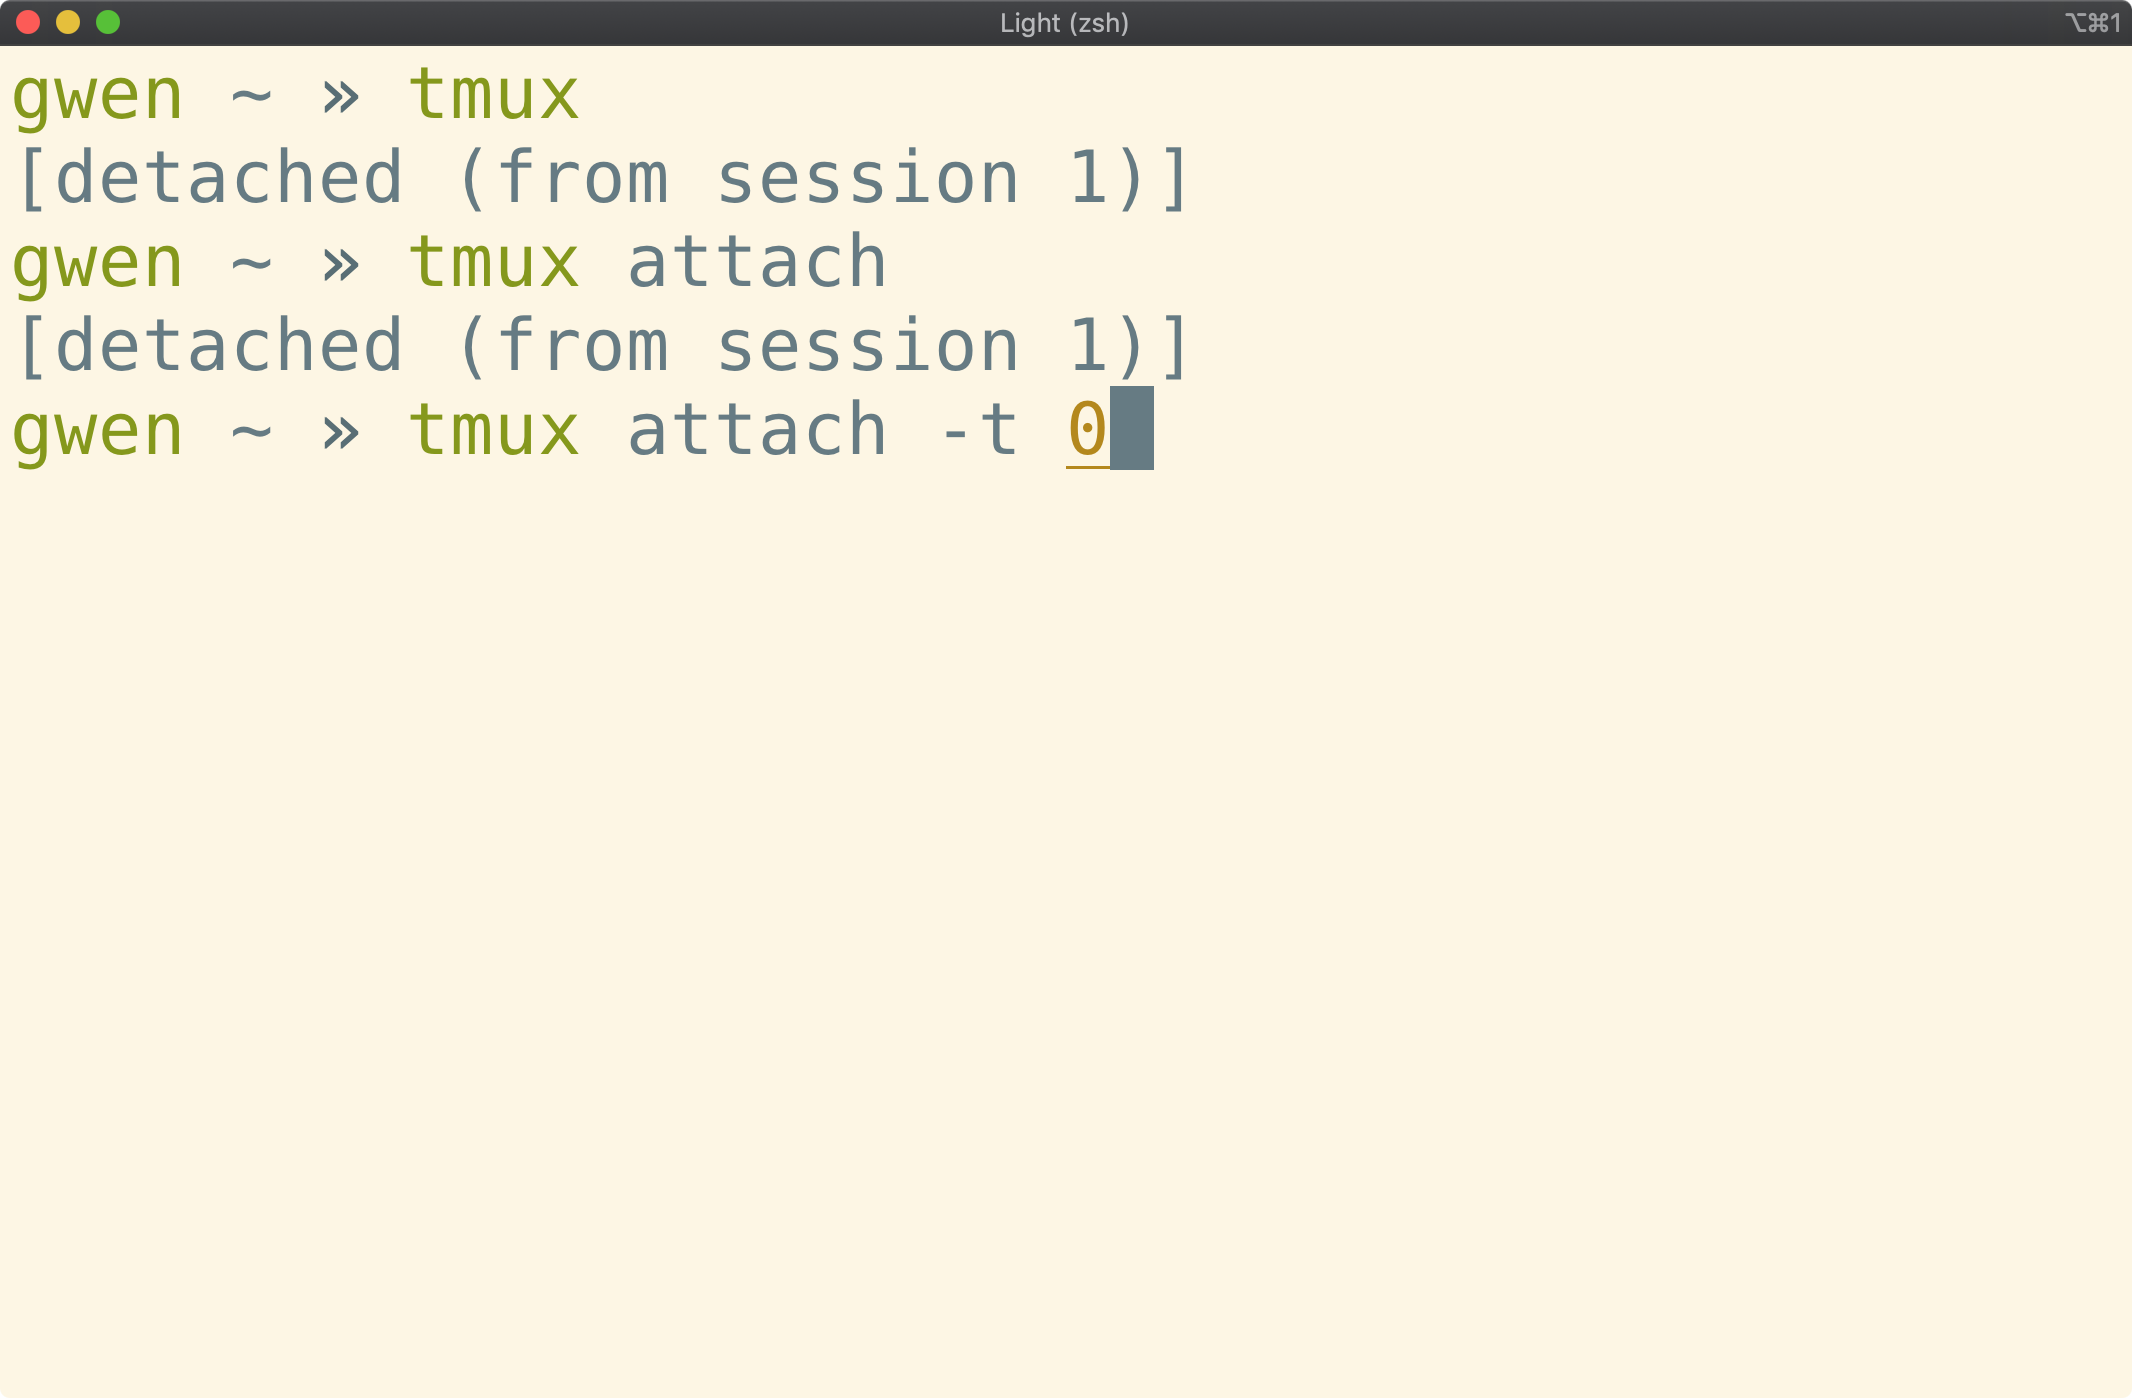 Light (zsh)
⌥⌘1
gwen ~ » tmux
[detached (from session 1)]
gwen ~ » tmux attach
[detached (from session 1)]
gwen ~ » tmux attach -t 0